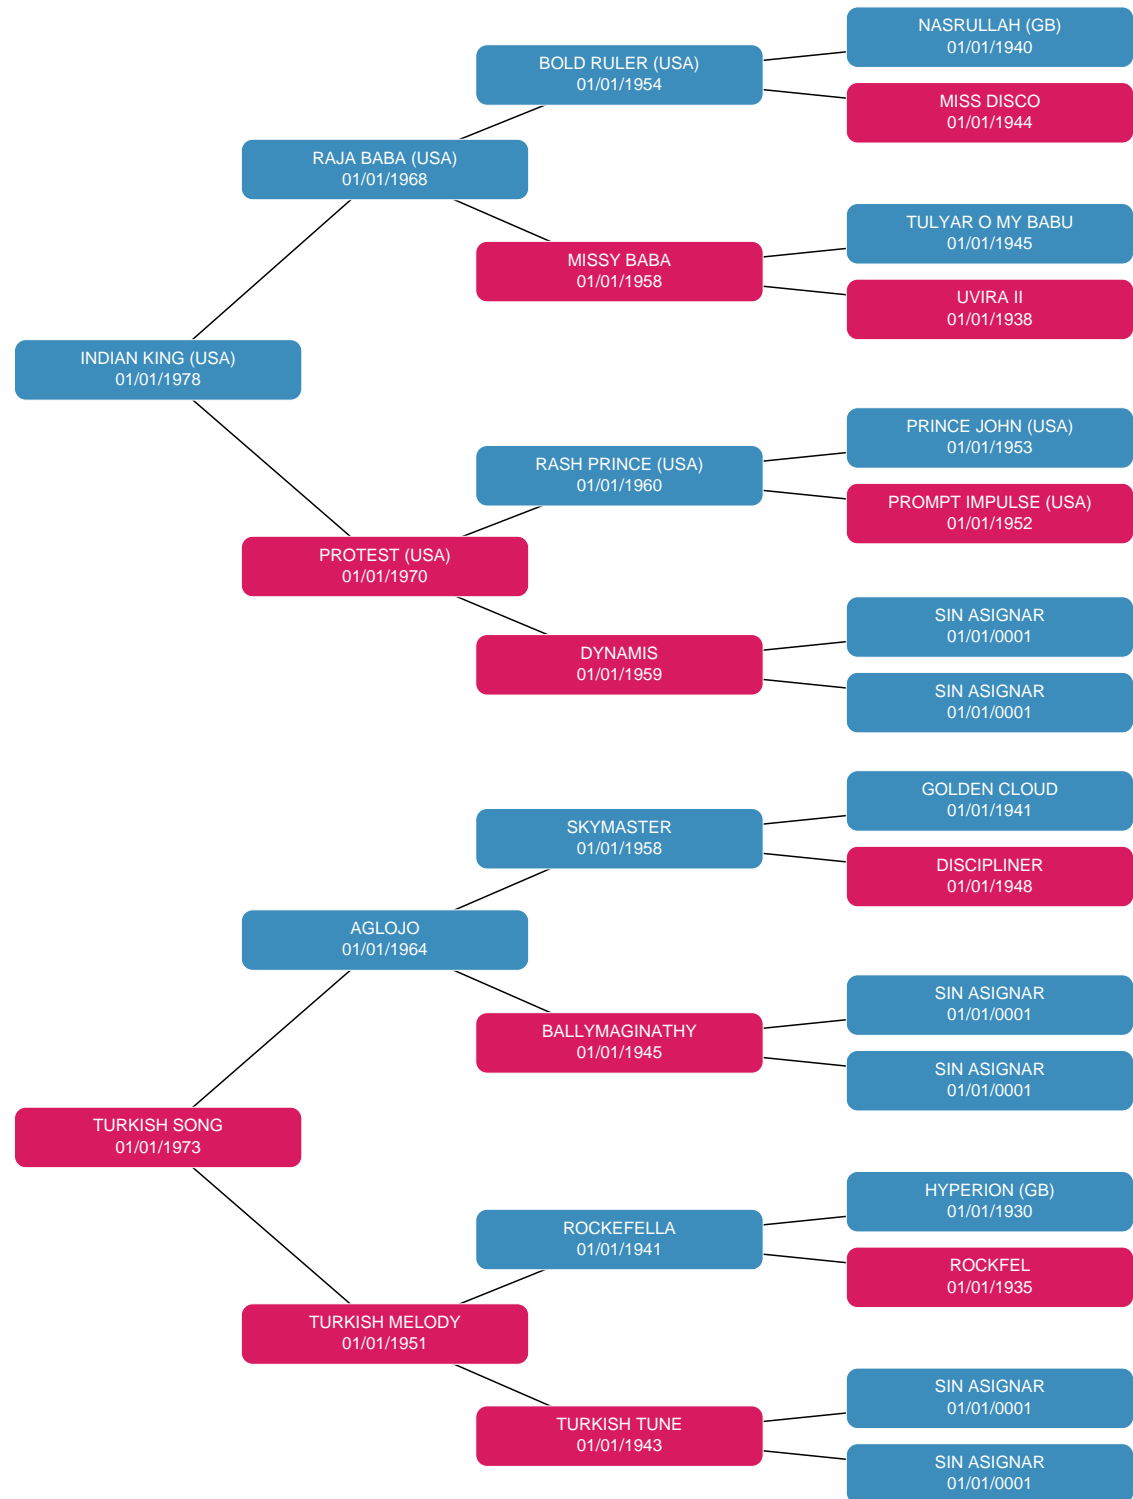 NASRULLAH (GB)
01/01/1940
BOLD RULER (USA)
01/01/1954
MISS DISCO
01/01/1944
RAJA BABA (USA)
01/01/1968
TULYAR O MY BABU
01/01/1945
MISSY BABA
01/01/1958
UVIRA II
01/01/1938
INDIAN KING (USA)
01/01/1978
PRINCE JOHN (USA)
01/01/1953
RASH PRINCE (USA)
01/01/1960
PROMPT IMPULSE (USA)
01/01/1952
PROTEST (USA)
01/01/1970
SIN ASIGNAR
01/01/0001
DYNAMIS
01/01/1959
SIN ASIGNAR
01/01/0001
GOLDEN CLOUD
01/01/1941
SKYMASTER
01/01/1958
DISCIPLINER
01/01/1948
AGLOJO
01/01/1964
SIN ASIGNAR
01/01/0001
BALLYMAGINATHY
01/01/1945
SIN ASIGNAR
01/01/0001
TURKISH SONG
01/01/1973
HYPERION (GB)
01/01/1930
ROCKEFELLA
01/01/1941
ROCKFEL
01/01/1935
TURKISH MELODY
01/01/1951
SIN ASIGNAR
01/01/0001
TURKISH TUNE
01/01/1943
SIN ASIGNAR
01/01/0001